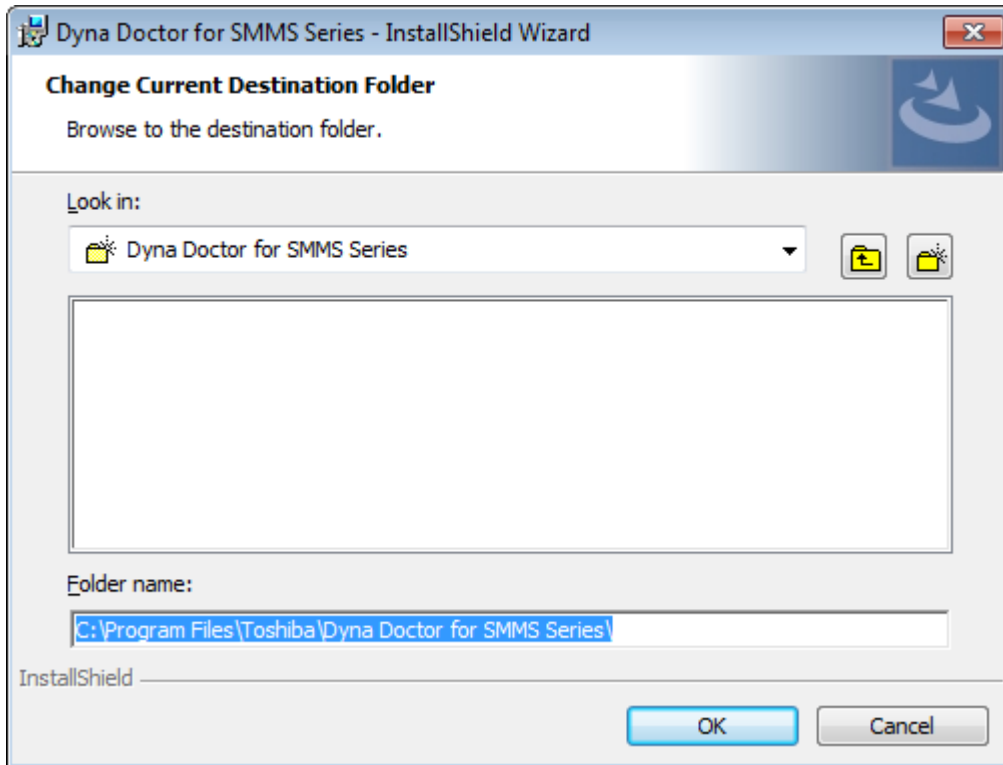 Dyna Doctor for SMMS Series - InstallShield Wizard
Change Current Destination Folder
Browse to the destination folder.
Look in:
Dyna Doctor for SMMS Series
Folder name:
C:\Program Files\Toshiba\Dyna Doctor for SMMS Series\
InstallShield
OK Cancel